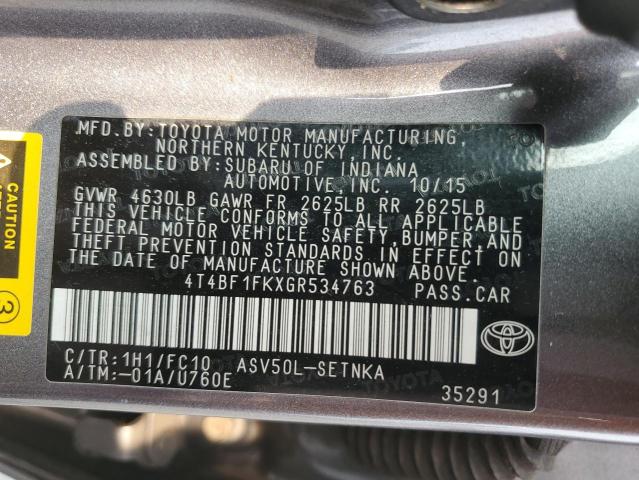 MFD.BY:TOYOTA MOTOR MANUFACTURING,
NORTHERN KENTUCKY,INC.
ASSEMBLED BY:SUBARU OF INDIANA
AUTOMOTIVE,INC. 10/15
GVWR 4630LB GAWR FR 2625LB RR 2625LB
THIS VEHICLE CONFORMS TO ALL APPLICABLE
FEDERAL MOTOR VEHICLE SAFETY,BUMPER,AND
THEFT PREVENTION STANDARDS IN EFFECT ON
THE DATE OF MANUFACTURE SHOWN ABOVE.
4T4BF1FKXGR534763 PASS.CAR
C/TR:1H1/FC10 ASV50L-SETNKA
A/TM:-01A/U760E
35291
TOYOTA
CAUTION
3